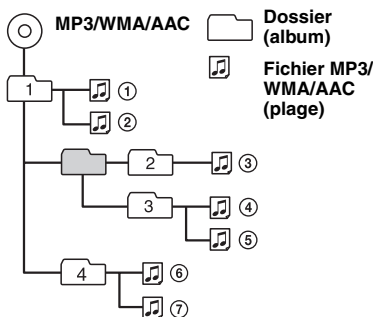 MP3/WMA/AAC
Dossier
(album)
Fichier MP3/
WMA/AAC
(plage)
1
①
②
2
③
3
④
⑤
4
⑥
⑦